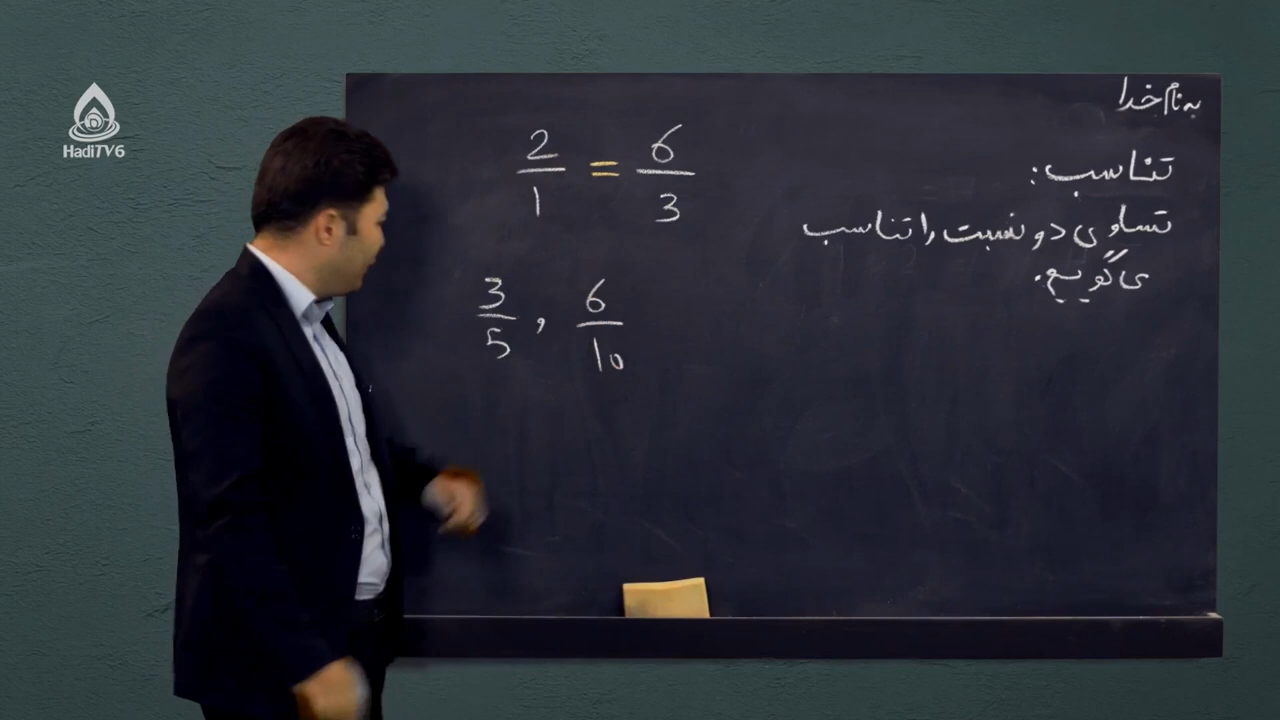 HadiTV6
به نام خدا
تناسب:
تساوی دو نسبت را تناسب
می گوییم.
2/1 = 6/3
3/5 , 6/10